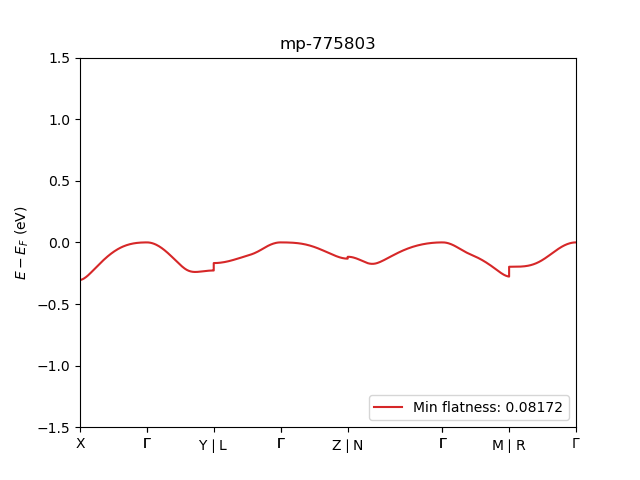 mp-775803
1.5
1.0
0.5
0.0
−0.5
−1.0
−1.5
E − E_F (eV)
Min flatness: 0.08172
X Γ Y | L Γ Z | N Γ M | R Γ